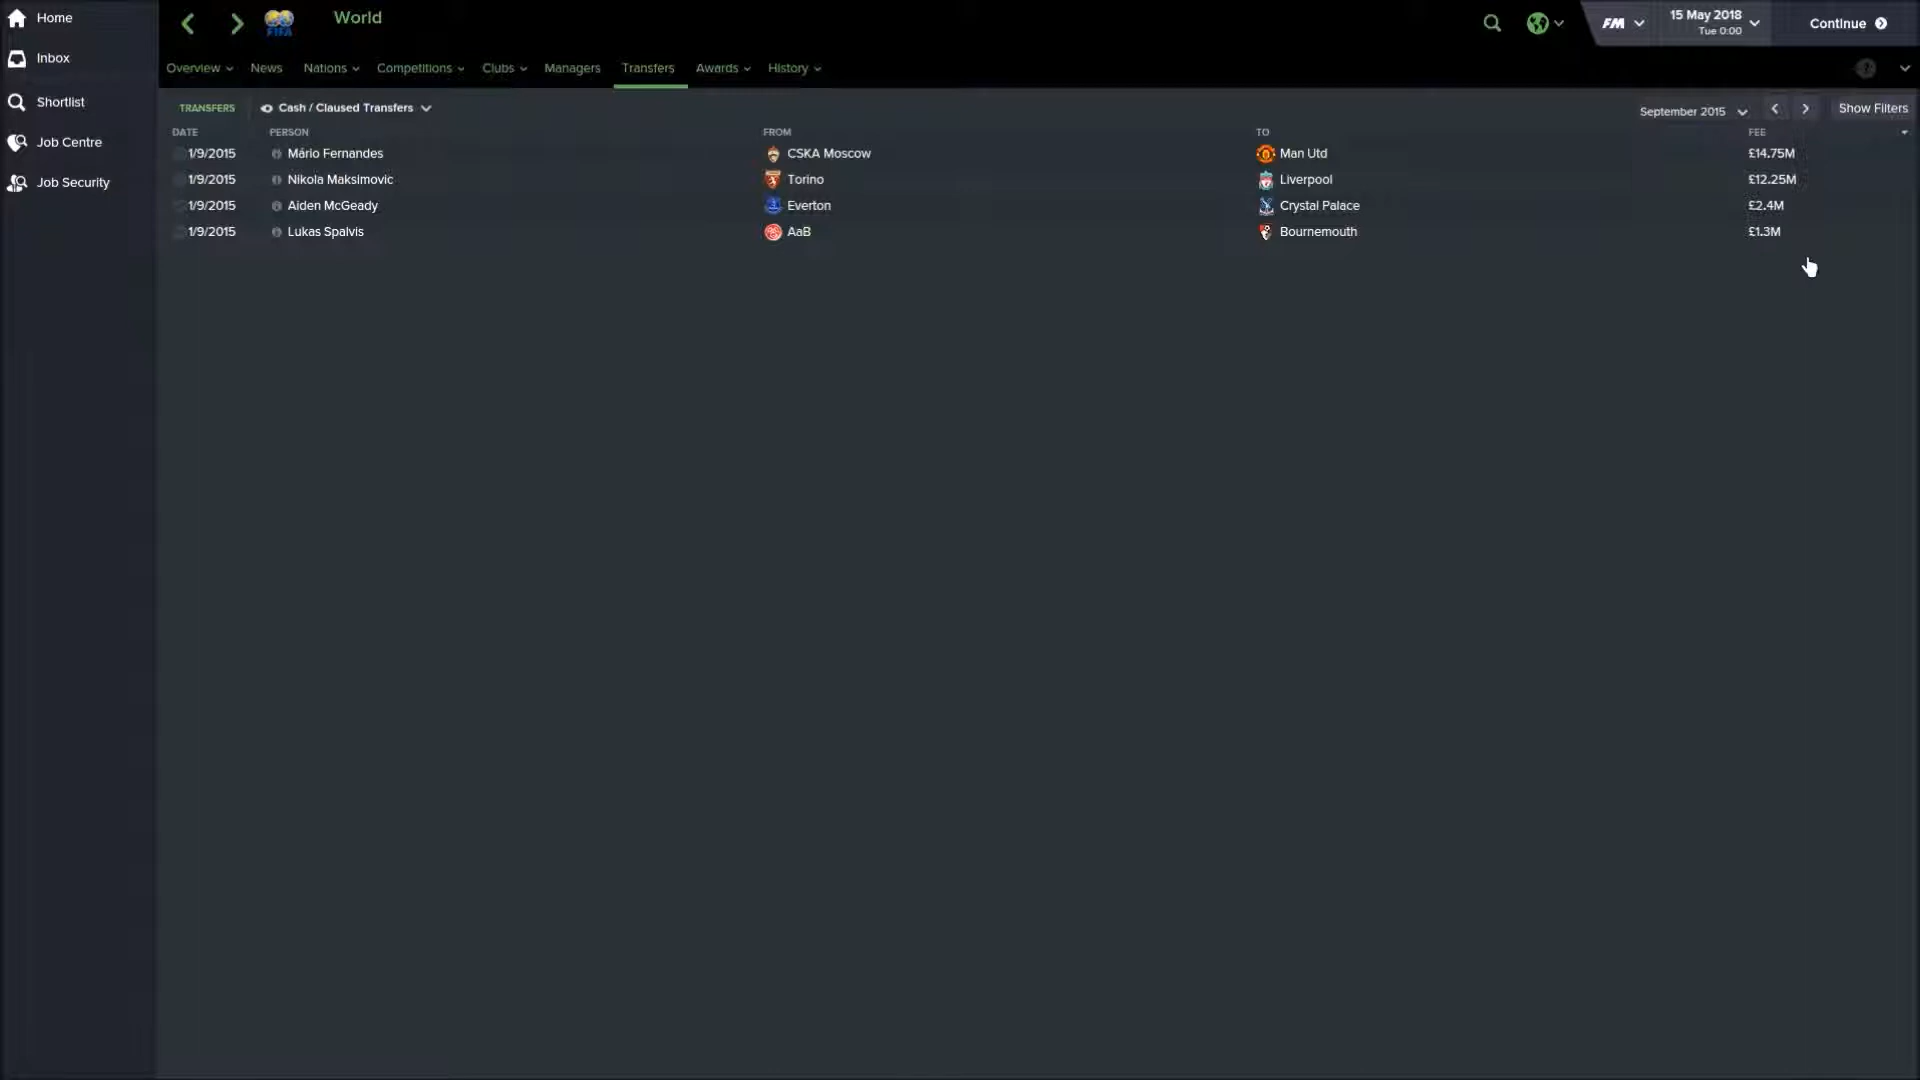 Home
Inbox
Shortlist
Job Centre
Job Security
FIFA
World
FM
15 May 2018
Tue 0:00
Continue
Overview News Nations Competitions Clubs Managers Transfers Awards History
TRANSFERS Cash / Claused Transfers September 2015 Show Filters
DATE PERSON FROM TO FEE
1/9/2015 Mário Fernandes CSKA Moscow Man Utd £14.75M
1/9/2015 Nikola Maksimovic Torino Liverpool £12.25M
1/9/2015 Aiden McGeady Everton Crystal Palace £2.4M
1/9/2015 Lukas Spalvis AaB Bournemouth £1.3M